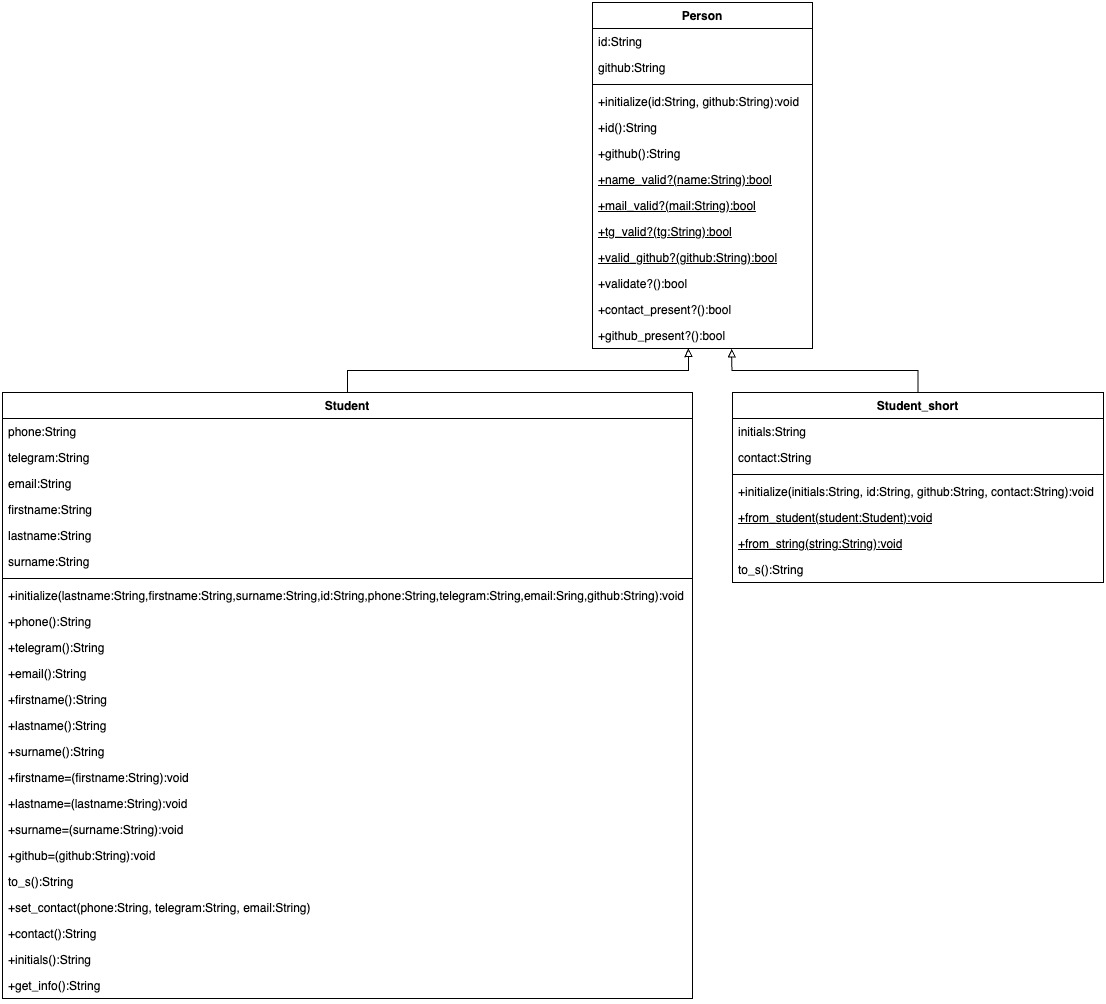 Person
id:String
github:String
+initialize(id:String, github:String):void
+id():String
+github():String
+name_valid?(name:String):bool
+mail_valid?(mail:String):bool
+tg_valid?(tg:String):bool
+valid_github?(github:String):bool
+validate?():bool
+contact_present?():bool
+github_present?():bool
Student
phone:String
telegram:String
email:String
firstname:String
lastname:String
surname:String
+initialize(lastname:String,firstname:String,surname:String,id:String,phone:String,telegram:String,email:Sring,github:String):void
+phone():String
+telegram():String
+email():String
+firstname():String
+lastname():String
+surname():String
+firstname=(firstname:String):void
+lastname=(lastname:String):void
+surname=(surname:String):void
+github=(github:String):void
to_s():String
+set_contact(phone:String, telegram:String, email:String)
+contact():String
+initials():String
+get_info():String
Student_short
initials:String
contact:String
+initialize(initials:String, id:String, github:String, contact:String):void
+from_student(student:Student):void
+from_string(string:String):void
to_s():String